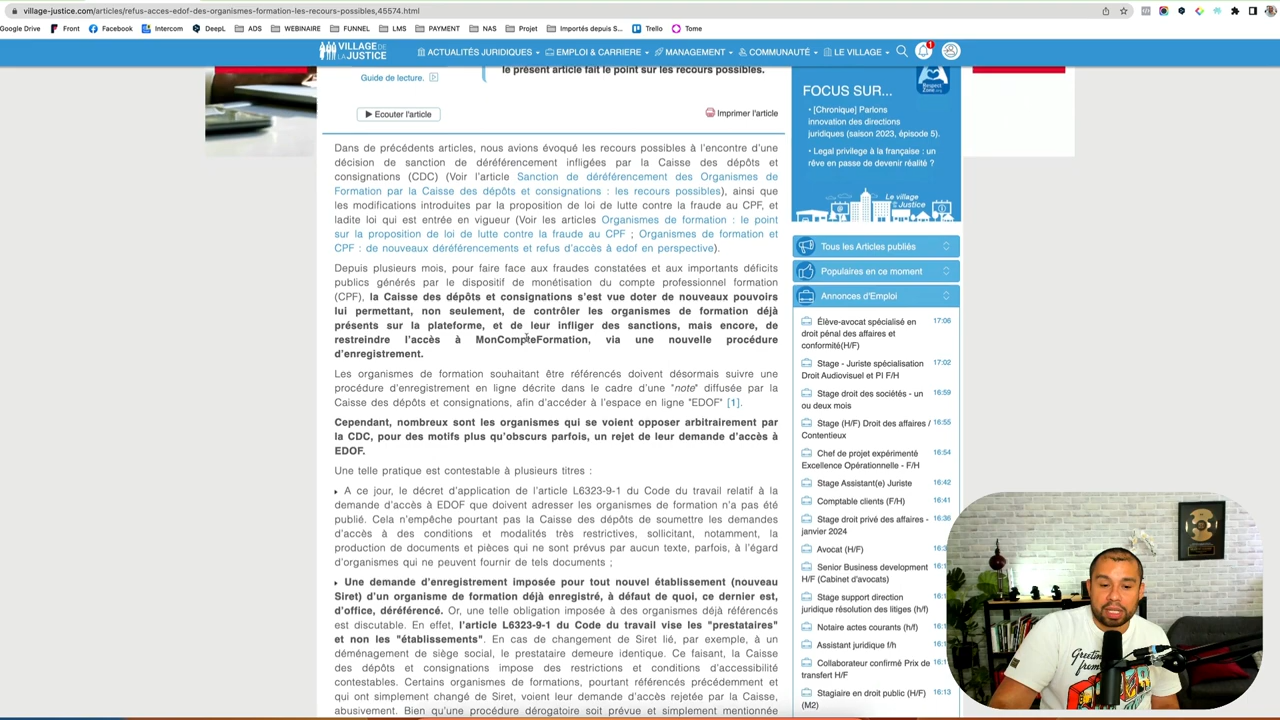 village-justice.com/articles/refus-acces-edof-des-organismes-formation-les-recours-possibles,45574.html
Google Drive Front Facebook Intercom DeepL ADS WEBINAIRE FUNNEL LMS PAYMENT NAS Projet Importés depuis S... Trello Tome
VILLAGE DE LA JUSTICE
ACTUALITÉS JURIDIQUES EMPLOI & CARRIERE MANAGEMENT COMMUNAUTÉ LE VILLAGE 1
Guide de lecture.
le présent article fait le point sur les recours possibles.
Ecouter l'article
Imprimer l'article
Dans de précédents articles, nous avions évoqué les recours possibles à l'encontre d'une
décision de sanction de déréférencement infligées par la Caisse des dépôts et
consignations (CDC) (Voir l'article Sanction de déréférencement des Organismes de
Formation par la Caisse des dépôts et consignations : les recours possibles), ainsi que
les modifications introduites par la proposition de loi de lutte contre la fraude au CPF, et
ladite loi qui est entrée en vigueur (Voir les articles Organismes de formation : le point
sur la proposition de loi de lutte contre la fraude au CPF ; Organismes de formation et
CPF : de nouveaux déréférencements et refus d'accès à edof en perspective).
Depuis plusieurs mois, pour faire face aux fraudes constatées et aux importants déficits
publics générés par le dispositif de monétisation du compte professionnel formation
(CPF), la Caisse des dépôts et consignations s'est vue doter de nouveaux pouvoirs
lui permettant, non seulement, de contrôler les organismes de formation déjà
présents sur la plateforme, et de leur infliger des sanctions, mais encore, de
restreindre l'accès à MonCompteFormation, via une nouvelle procédure
d'enregistrement.
Les organismes de formation souhaitant être référencés doivent désormais suivre une
procédure d'enregistrement en ligne décrite dans le cadre d'une "note" diffusée par la
Caisse des dépôts et consignations, afin d'accéder à l'espace en ligne "EDOF" [1].
Cependant, nombreux sont les organismes qui se voient opposer arbitrairement par
la CDC, pour des motifs plus qu'obscurs parfois, un rejet de leur demande d'accès à
EDOF.
Une telle pratique est contestable à plusieurs titres :
A ce jour, le décret d'application de l'article L6323-9-1 du Code du travail relatif à la
demande d'accès à EDOF que doivent adresser les organismes de formation n'a pas été
publié. Cela n'empêche pourtant pas la Caisse des dépôts de soumettre les demandes
d'accès à des conditions et modalités très restrictives, sollicitant, notamment, la
production de documents et pièces qui ne sont prévus par aucun texte, parfois, à l'égard
d'organismes qui ne peuvent fournir de tels documents ;
Une demande d'enregistrement imposée pour tout nouvel établissement (nouveau
Siret) d'un organisme de formation déjà enregistré, à défaut de quoi, ce dernier est,
d'office, déréférencé. Or, une telle obligation imposée à des organismes déjà référencés
est discutable. En effet, l'article L6323-9-1 du Code du travail vise les "prestataires"
et non les "établissements". En cas de changement de Siret lié, par exemple, à un
déménagement de siège social, le prestataire demeure identique. Ce faisant, la Caisse
des dépôts et consignations impose des restrictions et conditions d'accessibilité
contestables. Certains organismes de formations, pourtant référencés précédemment et
qui ont simplement changé de Siret, voient leur demande d'accès rejetée par la Caisse,
abusivement. Bien qu'une procédure dérogatoire soit prévue et simplement mentionnée
FOCUS SUR...
• [Chronique] Parlons
innovation des directions
juridiques (saison 2023, épisode 5).
• Legal privilege à la française : un
rêve en passe de devenir réalité ?
Le village de la Justice
Tous les Articles publiés
Populaires en ce moment
Annonces d'Emploi
Élève-avocat spécialisé en 17:06
droit pénal des affaires et
conformité(H/F)
Stage - Juriste spécialisation 17:02
Droit Audiovisuel et PI F/H
Stage droit des sociétés - un 16:59
ou deux mois
Stage (H/F) Droit des affaires / 16:55
Contentieux
Chef de projet expérimenté 16:54
Excellence Opérationnelle - F/H
Stage Assistant(e) Juriste 16:42
Comptable clients (F/H) 16:41
Stage droit privé des affaires - 16:36
janvier 2024
Avocat (H/F)
Senior Business development
H/F (Cabinet d'avocats)
Stage support direction
juridique résolution des litiges (h/f)
Notaire actes courants (h/f)
Assistant juridique f/h
Collaborateur confirmé Prix de
transfert H/F
Stagiaire en droit public (H/F) 16:13
(M2)
Greetings
from